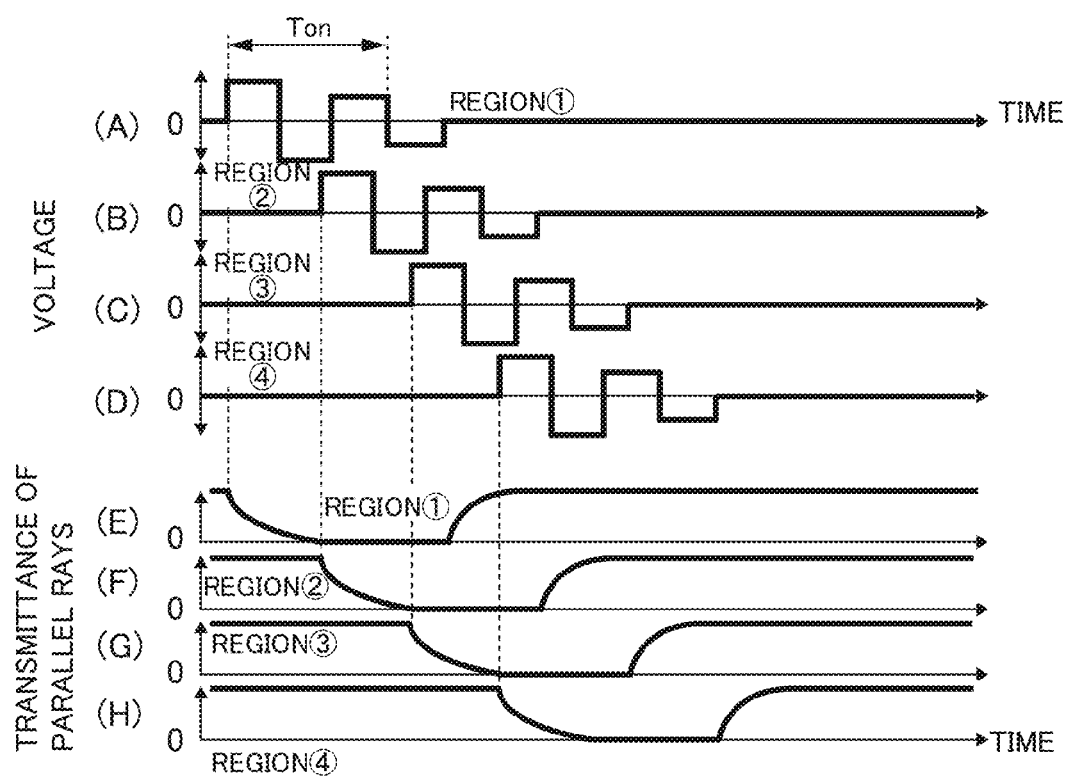 Ton
REGION①
TIME
(A) 0
REGION
②
(B) 0
REGION
③
(C) 0
REGION
④
(D) 0
VOLTAGE
REGION①
(E) 0
REGION②
(F) 0
REGION③
(G) 0
(H) 0
TIME
REGION④
TRANSMITTANCE OF
PARALLEL RAYS